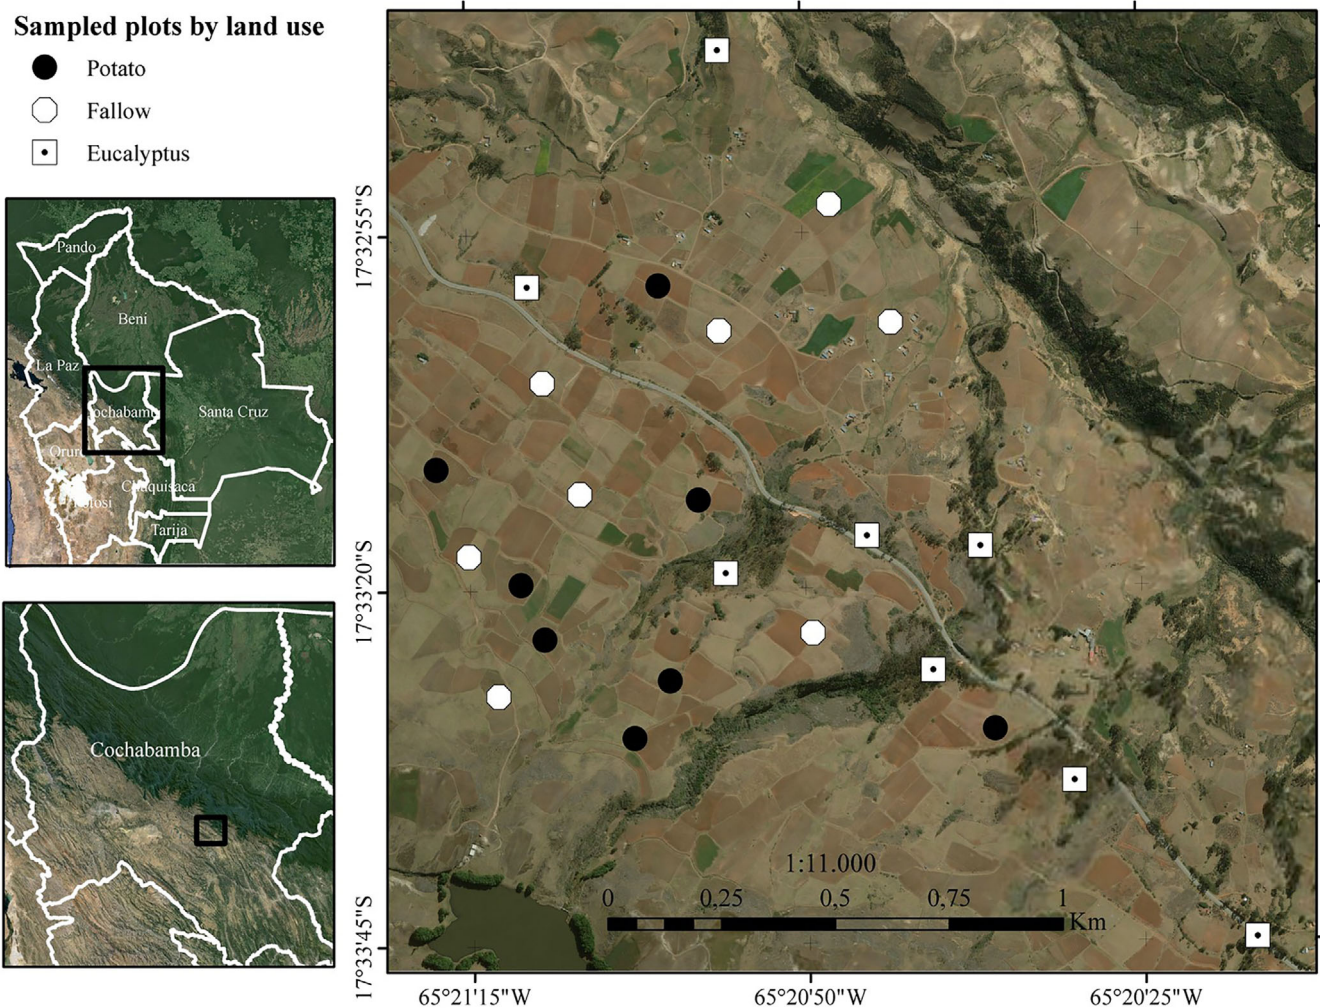 Sampled plots by land use
Potato
Fallow
Eucalyptus
Pando
Beni
La Paz
ochabamb
Santa Cruz
Orur
Chuquisaca
otosi
Tarija
Cochabamba
17°32'55"S
17°33'20"S
17°33'45"S
1:11.000
0 0,25 0,5 0,75 1
Km
65°21'15"W 65°20'50"W 65°20'25"W